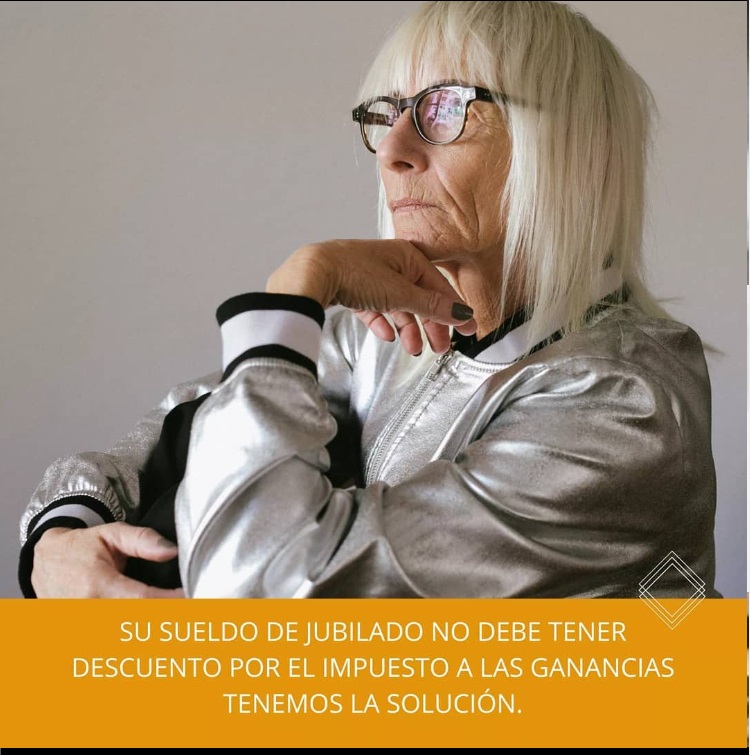 SU SUELDO DE JUBILADO NO DEBE TENER
DESCUENTO POR EL IMPUESTO A LAS GANANCIAS
TENEMOS LA SOLUCIÓN.